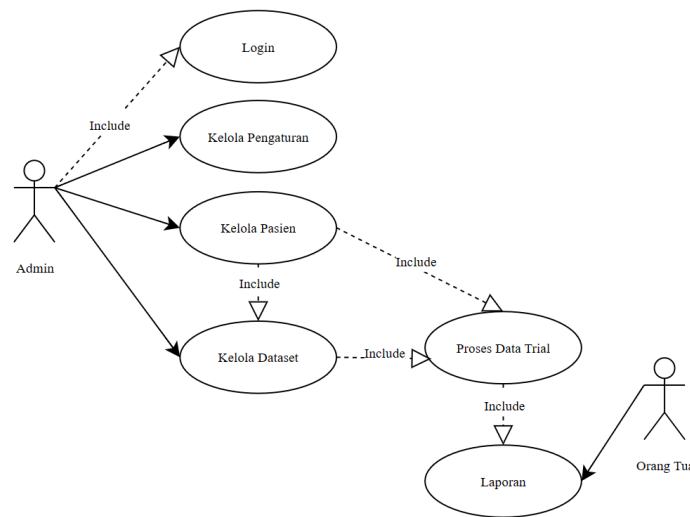 Login
Include
Kelola Pengaturan
Kelola Pasien
Admin
Include
Include
Kelola Dataset
Include
Proses Data Trial
Include
Orang Tua
Laporan